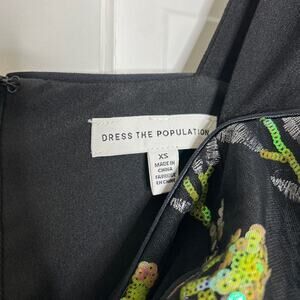 DRESS THE POPULATION
XS
MADE IN
CHINA
FABRIQUÉ
EN CHINE